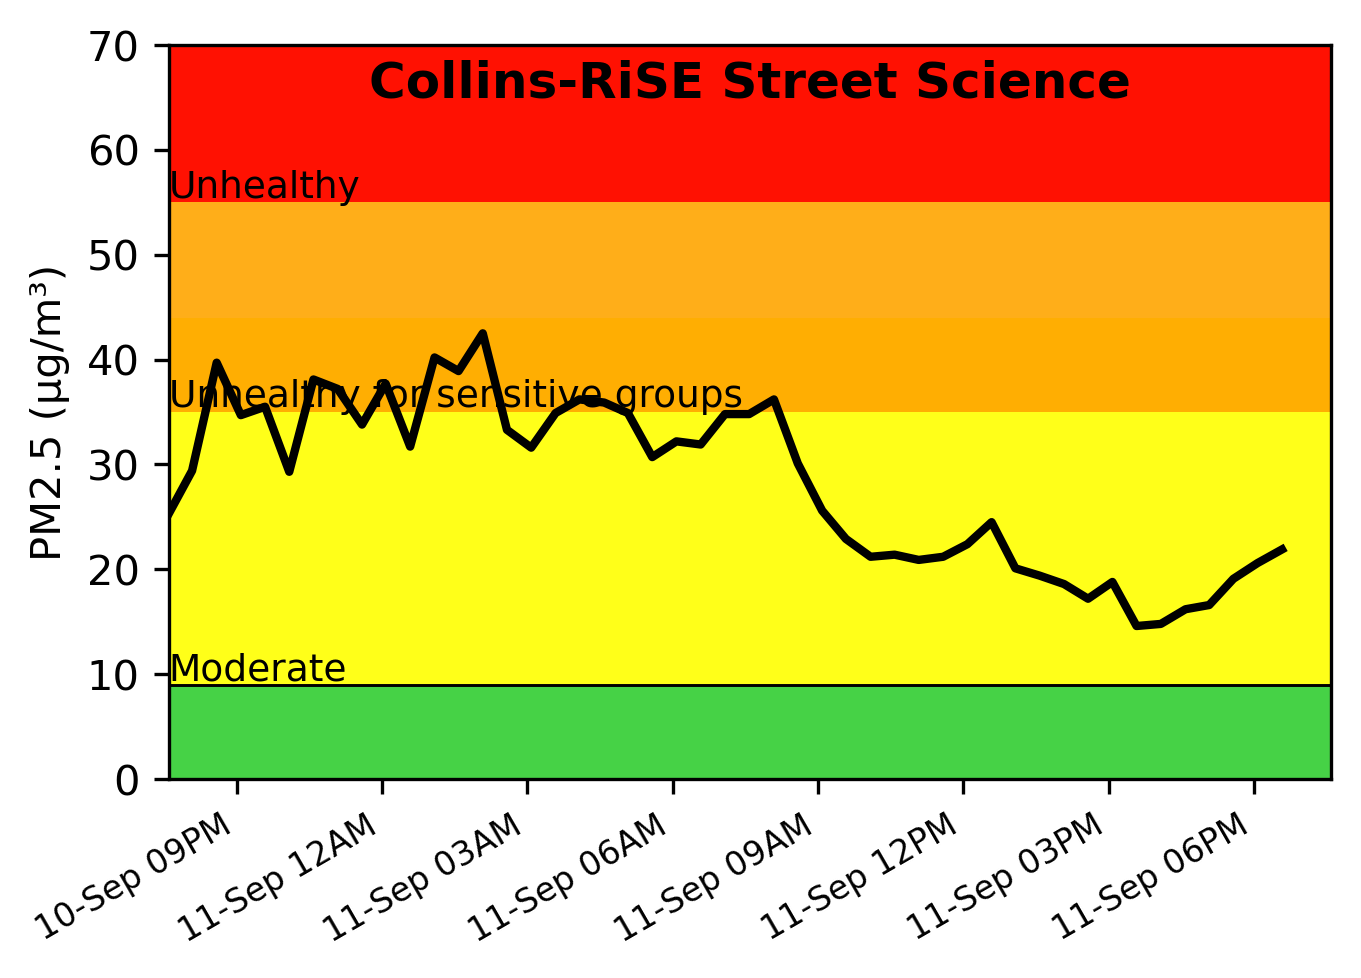 Collins-RiSE Street Science
PM2.5 (μg/m³)
70
60
50
40
30
20
10
0
Unhealthy
Unhealthy for sensitive groups
Moderate
10-Sep 09PM
11-Sep 12AM
11-Sep 03AM
11-Sep 06AM
11-Sep 09AM
11-Sep 12PM
11-Sep 03PM
11-Sep 06PM